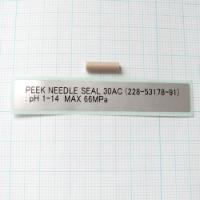 PEEK NEEDLE SEAL 30AC (228-53178-91)
: pH 1-14 MAX 66MPa